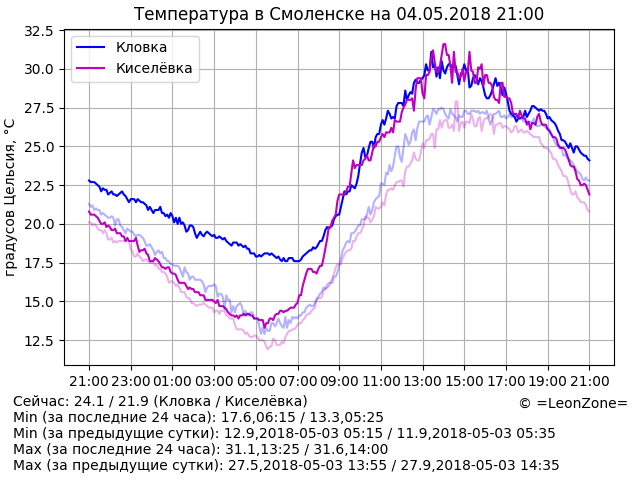 Температура в Смоленске на 04.05.2018 21:00
градусов Цельсия, °C
32.5
30.0
27.5
25.0
22.5
20.0
17.5
15.0
12.5
Кловка
Киселёвка
21:00 23:00 01:00 03:00 05:00 07:00 09:00 11:00 13:00 15:00 17:00 19:00 21:00
Сейчас: 24.1 / 21.9 (Кловка / Киселёвка)
© =LeonZone=
Min (за последние 24 часа): 17.6,06:15 / 13.3,05:25
Min (за предыдущие сутки): 12.9,2018-05-03 05:15 / 11.9,2018-05-03 05:35
Max (за последние 24 часа): 31.1,13:25 / 31.6,14:00
Max (за предыдущие сутки): 27.5,2018-05-03 13:55 / 27.9,2018-05-03 14:35